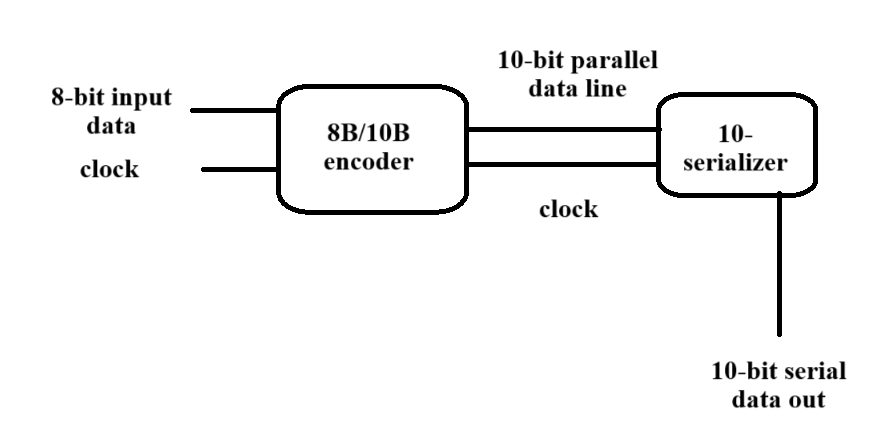 8-bit input
data
clock
8B/10B
encoder
10-bit parallel
data line
clock
10-
serializer
10-bit serial
data out